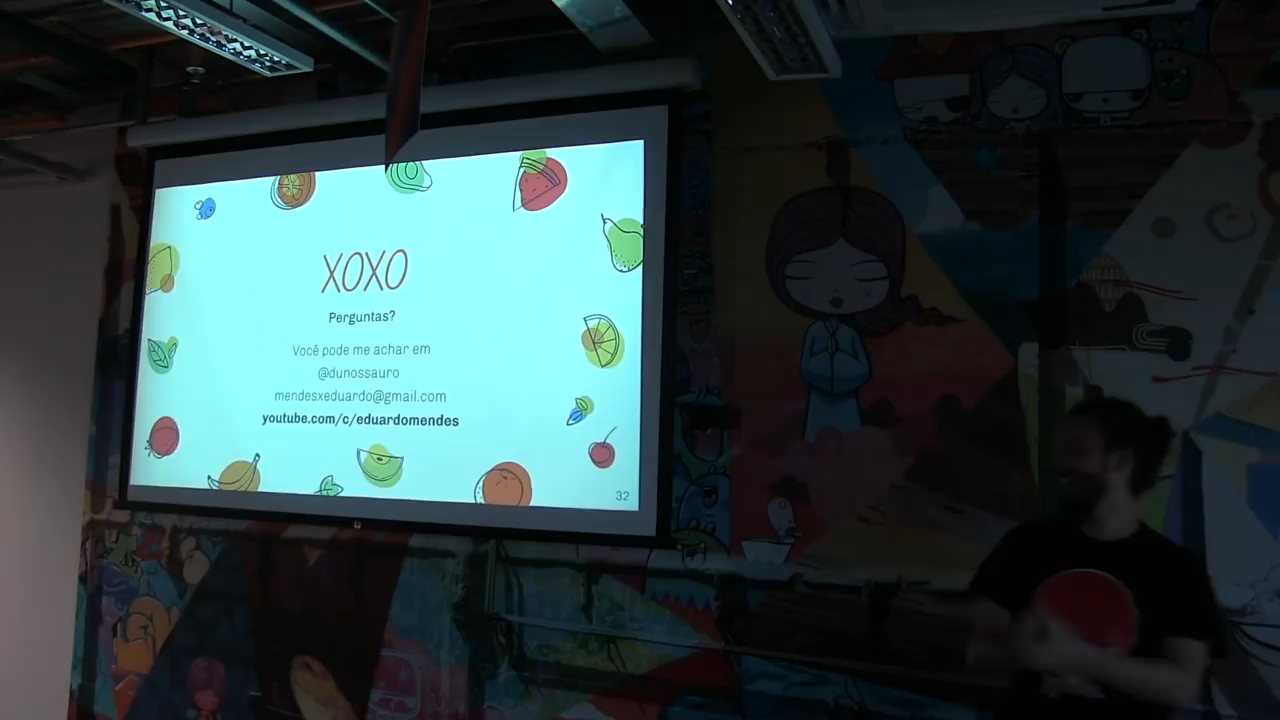 XOXO
Perguntas?
Você pode me achar em
@dunossauro
mendesxeduardo@gmail.com
youtube.com/c/eduardomendes
32